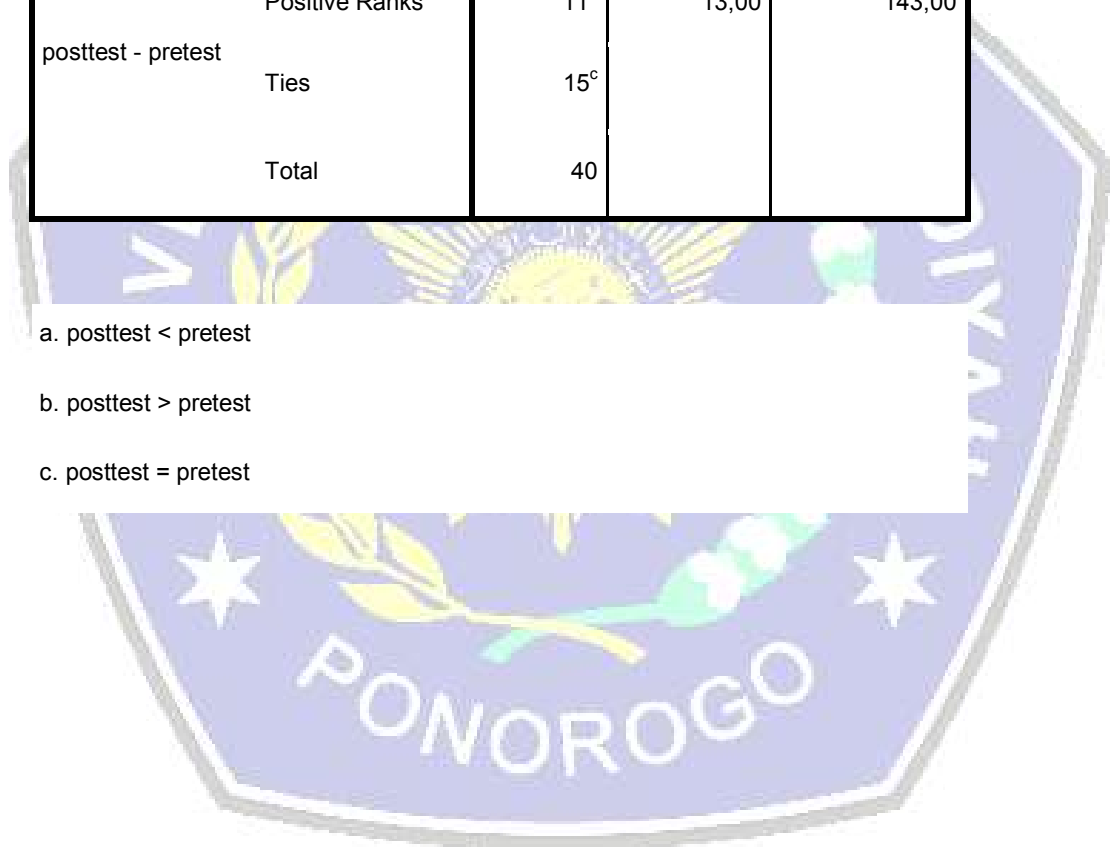 Positive Ranks 11 13,00 143,00
posttest - pretest
Ties 15c
Total 40
a. posttest < pretest
b. posttest > pretest
c. posttest = pretest
PONOROGO